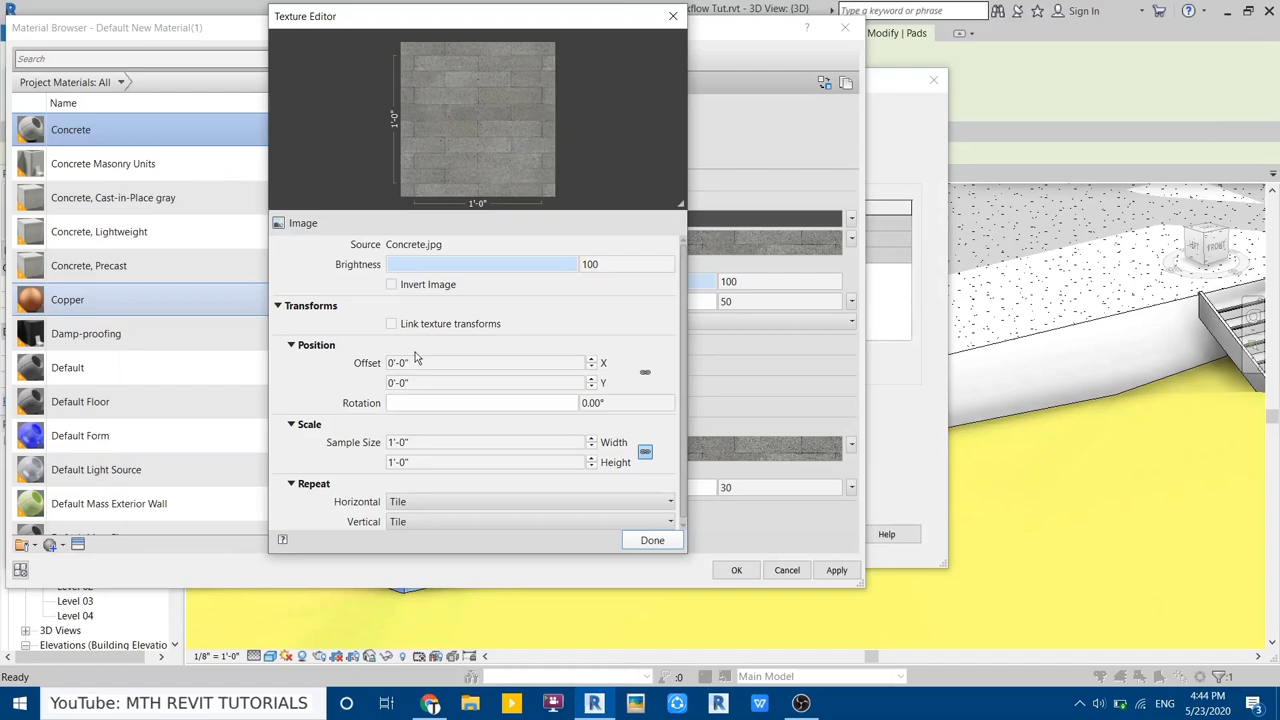 Texture Editor
kflow Tut.rvt - 3D View: {3D}
Type a keyword or phrase
Sign In
Material Browser - Default New Material(1)
Modify | Pads
Search
Project Materials: All
Name
Concrete
Concrete Masonry Units
Concrete, Cast-in-Place gray
Concrete, Lightweight
Concrete, Precast
Copper
Damp-proofing
Default
Default Floor
Default Form
Default Light Source
Default Mass Exterior Wall
1'-0"
1'-0"
Image
Source Concrete.jpg
Brightness 100
Invert Image
Transforms
Link texture transforms
Position
Offset 0'-0" X
0'-0" Y
Rotation 0.00°
Scale
Sample Size 1'-0" Width
1'-0" Height
Repeat
Horizontal Tile
Vertical Tile
Done
100
50
30
FRONT
Help
OK Cancel Apply
Level 03
Level 04
3D Views
Elevations (Building Elevatio
1/8" = 1'-0"
Ready
:0
Main Model
:1
YouTube: MTH REVIT TUTORIALS
ENG
4:44 PM
5/23/2020
3